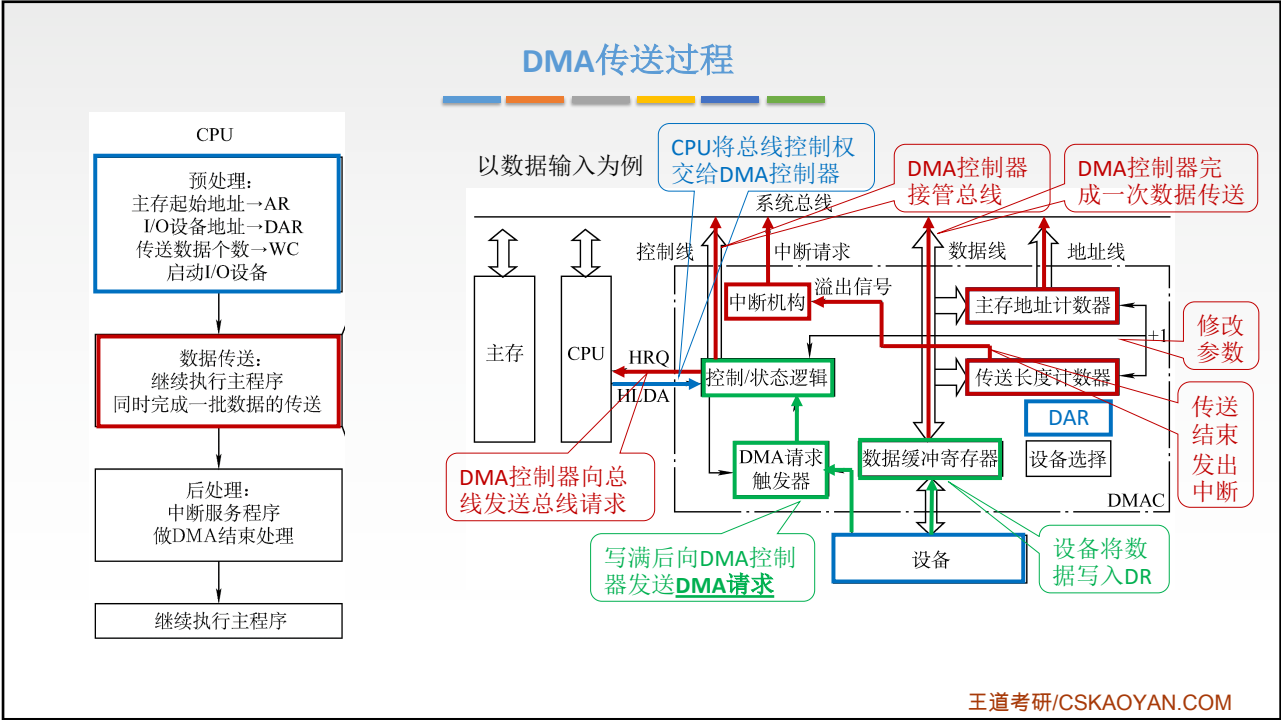 DMA传送过程
CPU
预处理：
主存起始地址→AR
I/O设备地址→DAR
传送数据个数→WC
启动I/O设备
数据传送：
继续执行主程序
同时完成一批数据的传送
后处理：
中断服务程序
做DMA结束处理
继续执行主程序
以数据输入为例
CPU将总线控制权
交给DMA控制器
DMA控制器
接管总线
DMA控制器完
成一次数据传送
系统总线
控制线
中断请求
数据线
地址线
中断机构
溢出信号
主存地址计数器
+1
修改
参数
主存
CPU
HRQ
HLDA
控制/状态逻辑
传送长度计数器
DAR
传送
结束
发出
中断
DMA控制器向总
线发送总线请求
DMA请求
触发器
数据缓冲寄存器
设备选择
DMAC
写满后向DMA控制
器发送DMA请求
设备
设备将数
据写入DR
王道考研/CSKAOYAN.COM